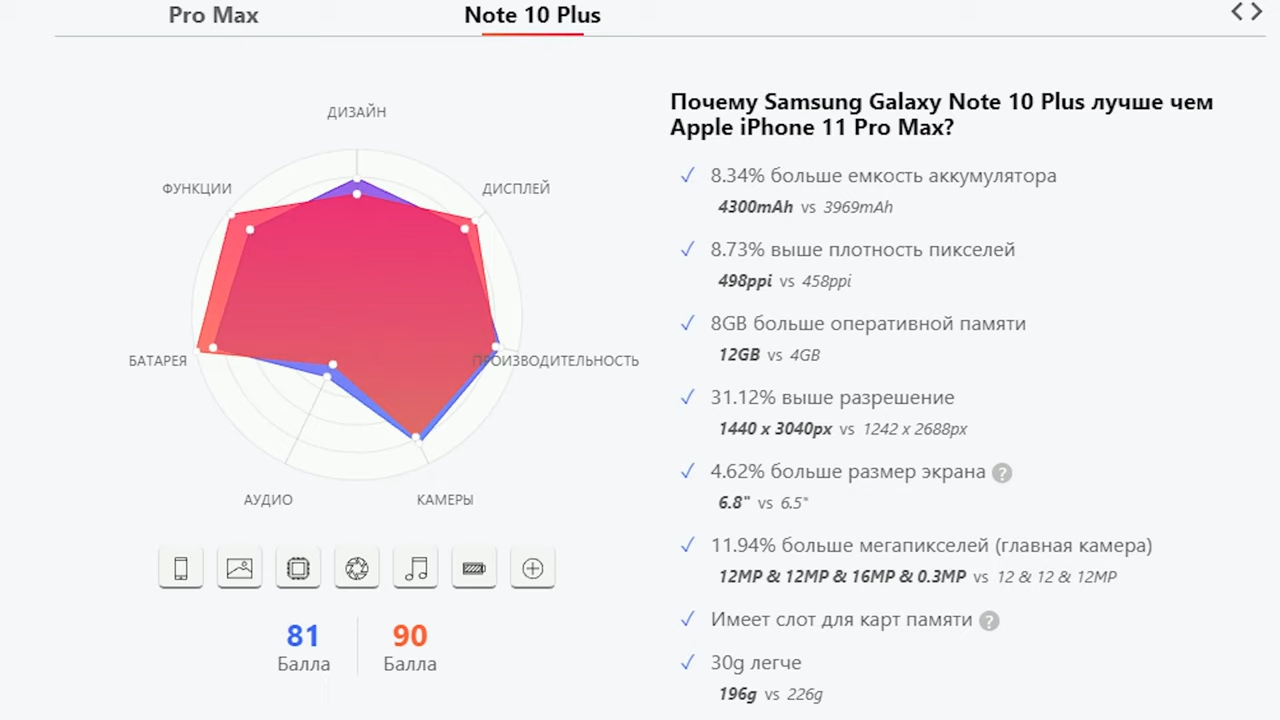 Pro Max
Note 10 Plus
ДИЗАЙН
ФУНКЦИИ
ДИСПЛЕЙ
БАТАРЕЯ
ПРОИЗВОДИТЕЛЬНОСТЬ
АУДИО
КАМЕРЫ
81
90
Балла
Балла
Почему Samsung Galaxy Note 10 Plus лучше чем
Apple iPhone 11 Pro Max?
✓ 8.34% больше емкость аккумулятора
4300mAh vs 3969mAh
✓ 8.73% выше плотность пикселей
498ppi vs 458ppi
✓ 8GB больше оперативной памяти
12GB vs 4GB
✓ 31.12% выше разрешение
1440 x 3040px vs 1242 x 2688px
✓ 4.62% больше размер экрана ?
6.8" vs 6.5"
✓ 11.94% больше мегапикселей (главная камера)
12MP & 12MP & 16MP & 0.3MP vs 12 & 12 & 12MP
✓ Имеет слот для карт памяти ?
✓ 30g легче
196g vs 226g